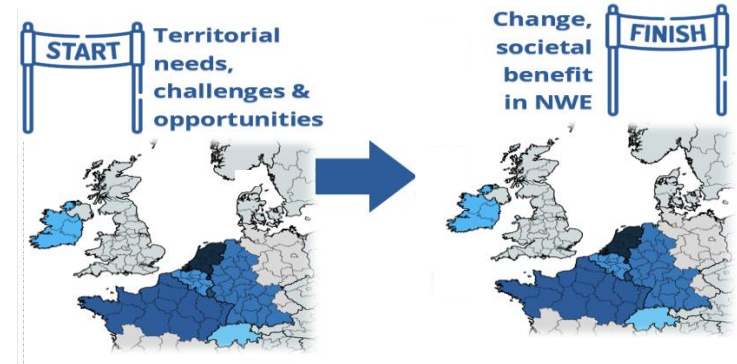 START
Territorial
needs,
challenges &
opportunities
Change,
societal
benefit
in NWE
FINISH